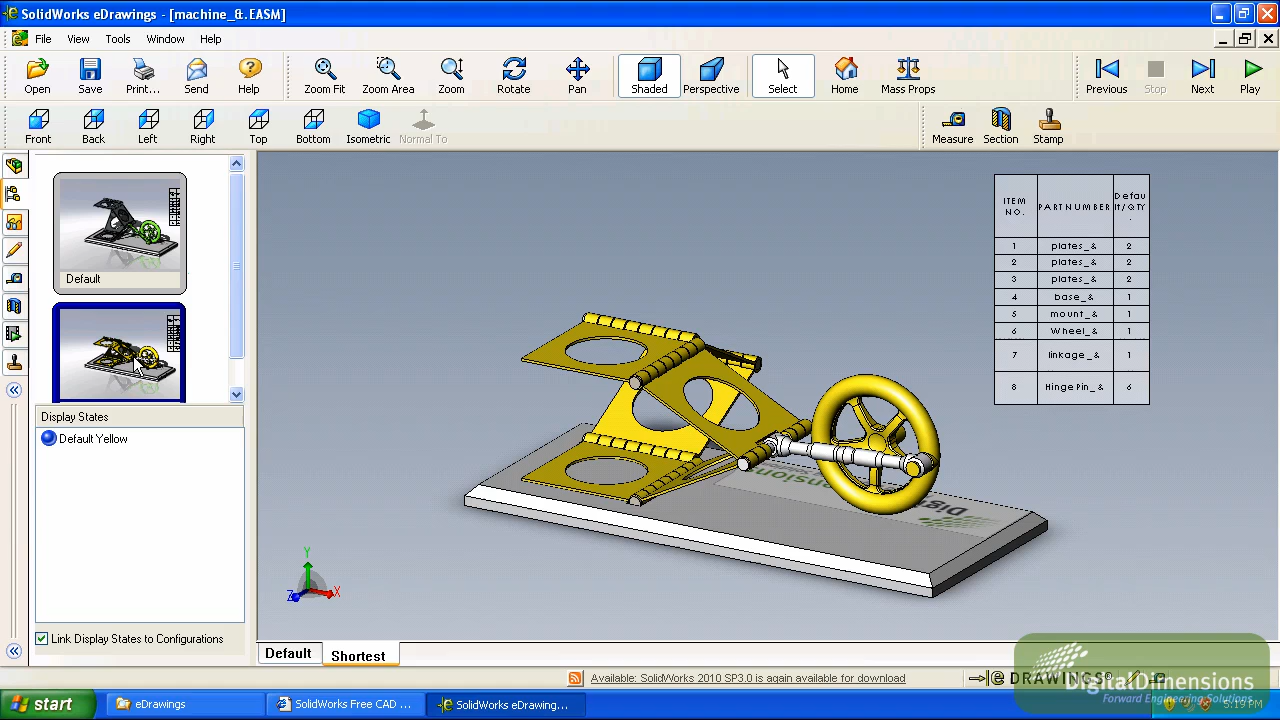 SolidWorks eDrawings - [machine_&.EASM]
File View Tools Window Help
Open Save Print... Send Help Zoom Fit Zoom Area Zoom Rotate Pan Shaded Perspective Select Home Mass Props Previous Stop Next Play
Front Back Left Right Top Bottom Isometric Normal To Measure Section Stamp
Default
Display States
Default Yellow
Link Display States to Configurations
ITEM NO. PART NUMBER Default/QTY.
1 plates_& 2
2 plates_& 2
3 plates_& 2
4 base_& 1
5 mount_& 1
6 Wheel_& 1
7 linkage_& 1
8 Hinge Pin_& 6
Y
Z X
Default Shortest
Available: SolidWorks 2010 SP3.0 is again available for download
eDRAWINGS®
DigitalDimensions
Forward Engineering Solutions.
start eDrawings SolidWorks Free CAD ... SolidWorks eDrawing... 5:19 PM